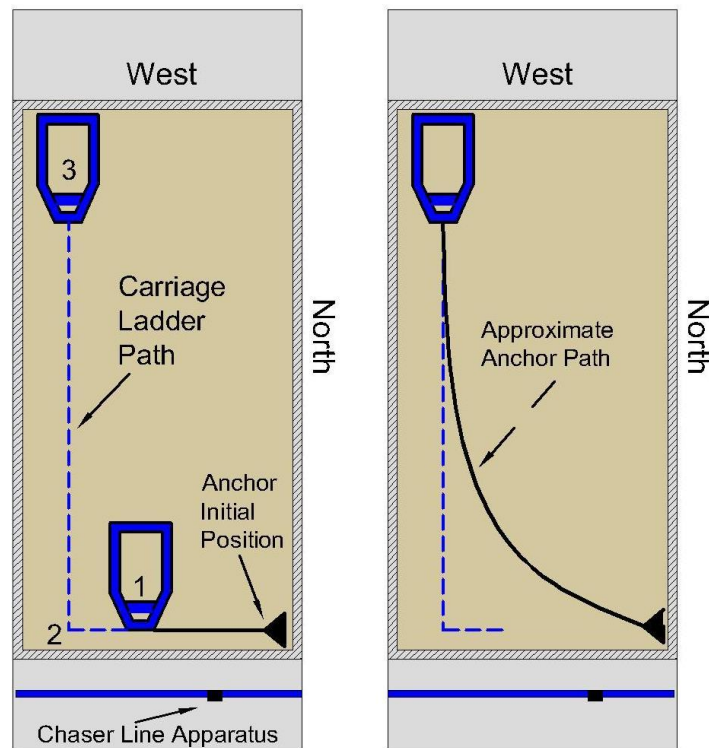 West
3
Carriage
Ladder
Path
North
Anchor
Initial
Position
1
2
Chaser Line Apparatus
West
North
Approximate
Anchor Path